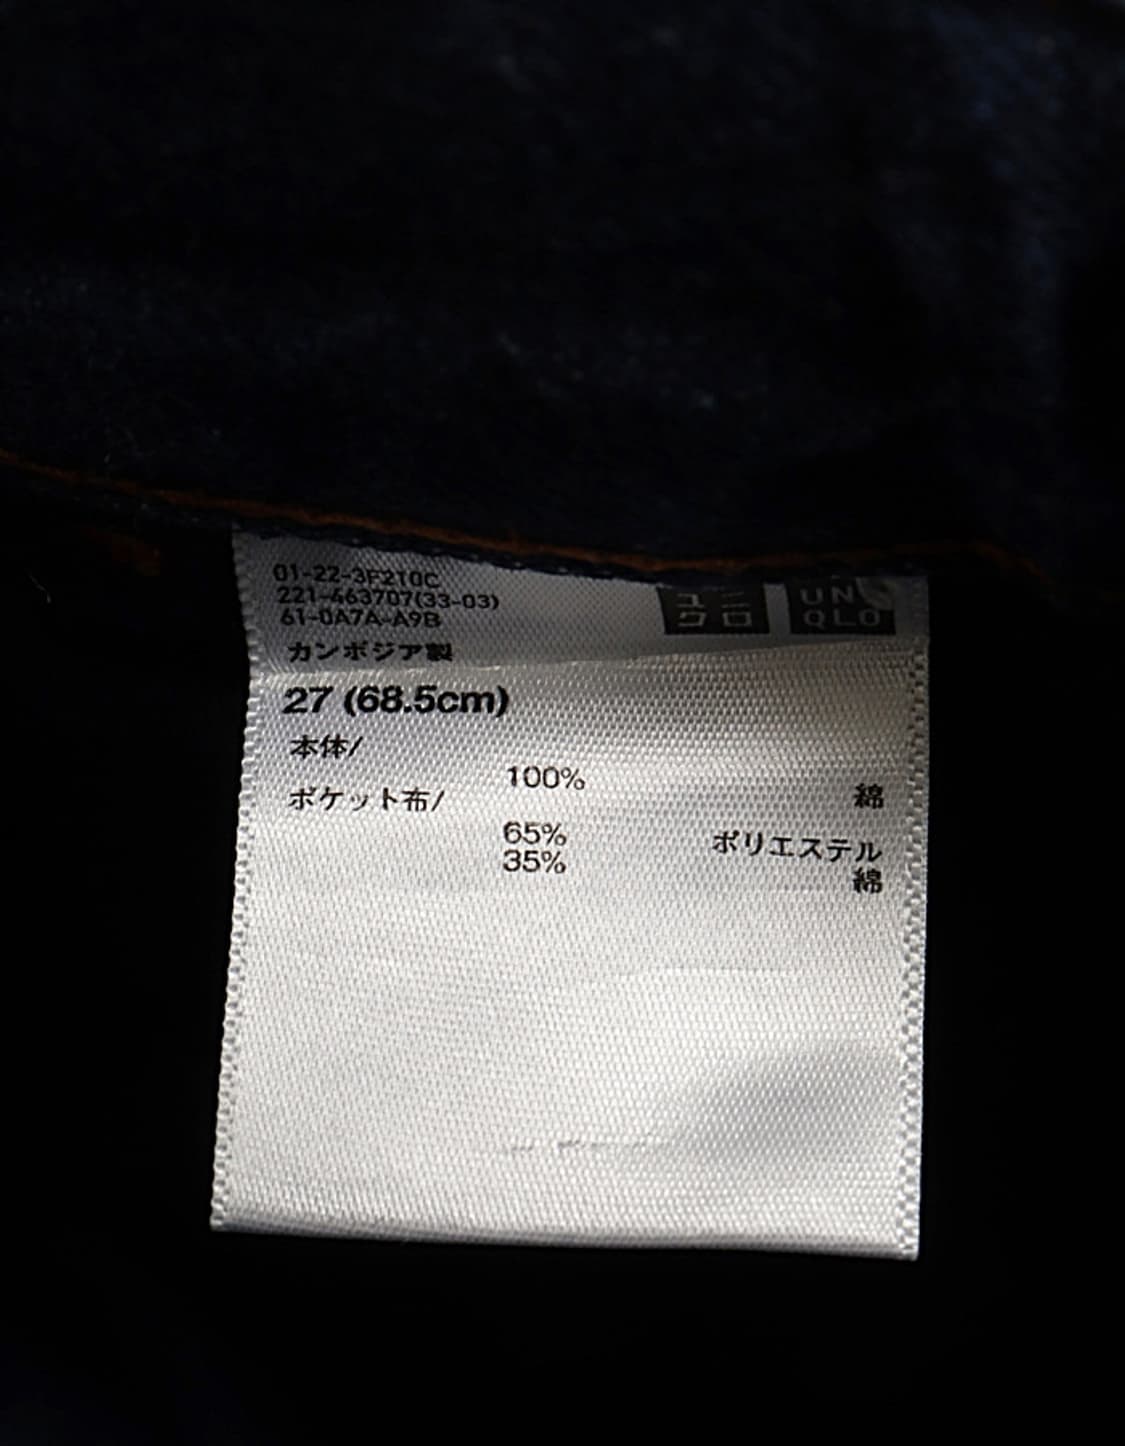 01-22-3F210C
221-463707(33-03)
61-0A7A-A9B
ユニ
クロ
UNI
QLO
カンボジア製
27 (68.5cm)
本体/
100% 綿
ポケット布/
65% ポリエステル
35% 綿